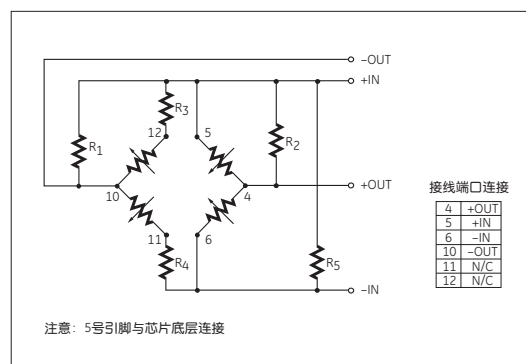 –OUT
+IN
R3
12
5
R1
R2
10
4
+OUT
接线端口连接
4 +OUT
5 +IN
6 –IN
10 –OUT
11 N/C
12 N/C
11
6
R4
R5
–IN
注意：5号引脚与芯片底层连接